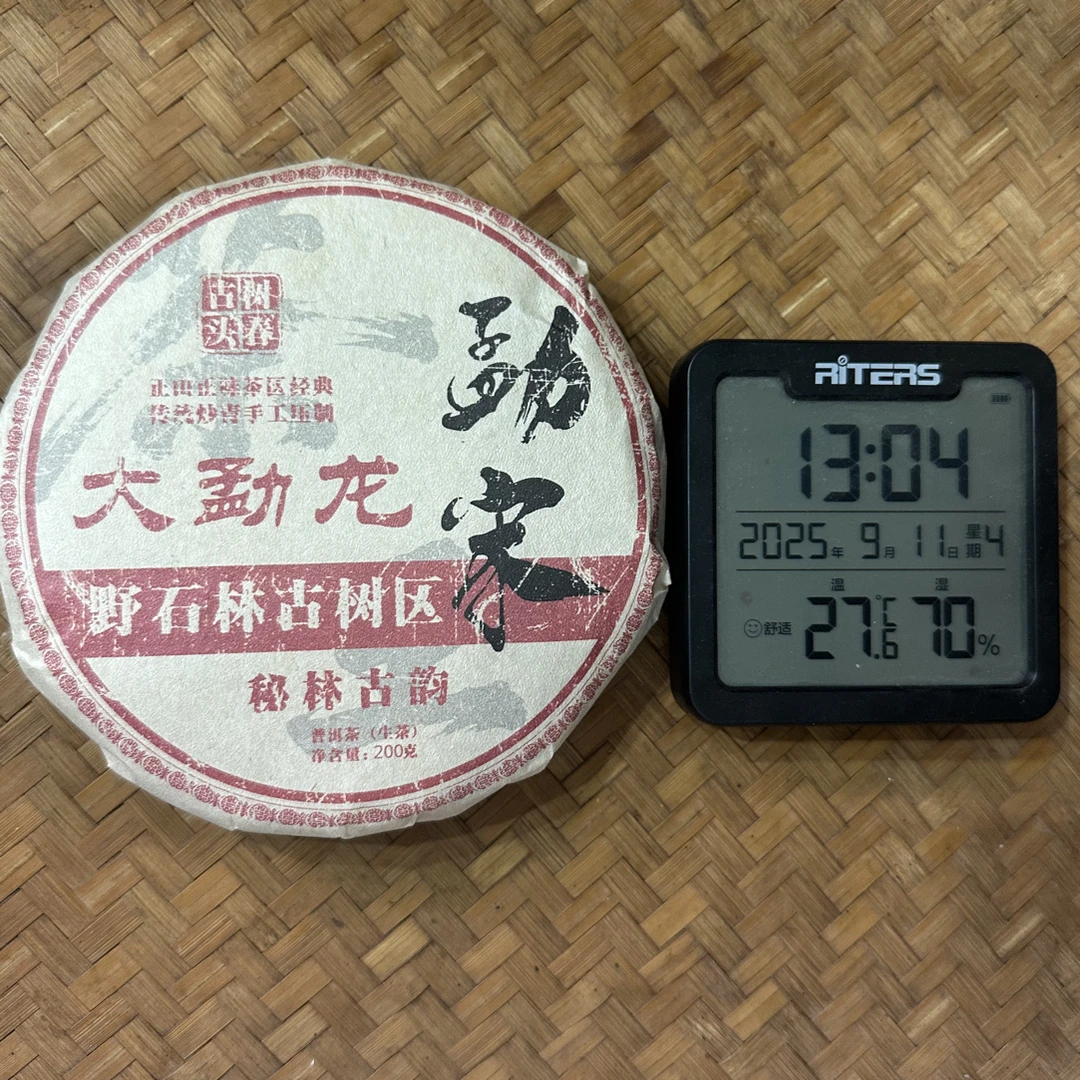 古树
头春
正山正韵茶区经典
传统炒青手工压制
大勐龙
勐宋
野石林古树区
秘林古韵
普洱茶（生茶）
净含量：200克
RITERS
13:04
2025年 9月 11日 星期4
温 湿
舒适 27.6℃ 70%